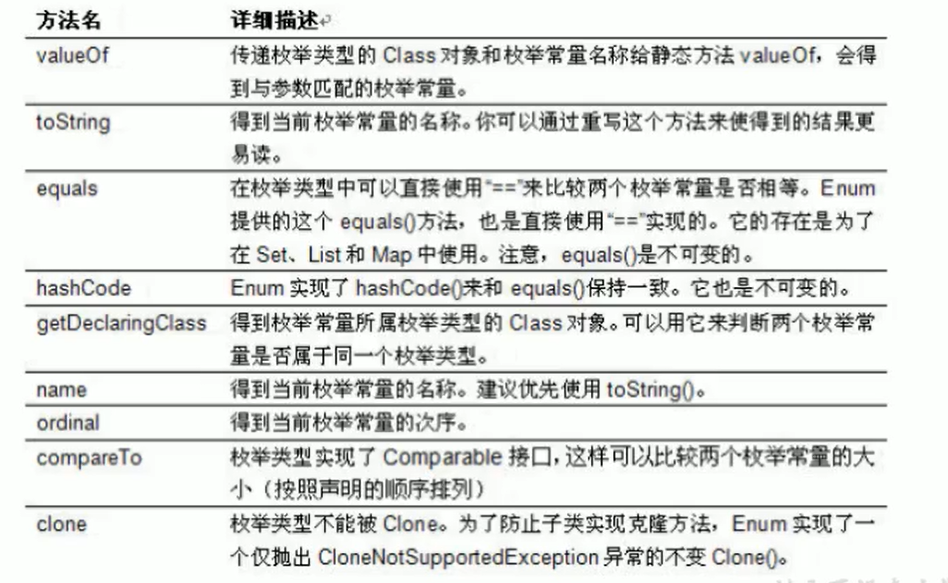 方法名 详细描述
valueOf 传递枚举类型的 Class 对象和枚举常量名称给静态方法 valueOf，会得
到与参数匹配的枚举常量。
toString 得到当前枚举常量的名称。你可以通过重写这个方法来使得到的结果更
易读。
equals 在枚举类型中可以直接使用“==”来比较两个枚举常量是否相等。Enum
提供的这个 equals()方法，也是直接使用“==”实现的。它的存在是为了
在 Set、List 和 Map 中使用。注意，equals()是不可变的。
hashCode Enum 实现了 hashCode()来和 equals()保持一致。它也是不可变的。
getDeclaringClass 得到枚举常量所属枚举类型的 Class 对象。可以用它来判断两个枚举常
量是否属于同一个枚举类型。
name 得到当前枚举常量的名称。建议优先使用 toString()。
ordinal 得到当前枚举常量的次序。
compareTo 枚举类型实现了 Comparable 接口，这样可以比较两个枚举常量的大
小（按照声明的顺序排列）
clone 枚举类型不能被 Clone。为了防止子类实现克隆方法，Enum 实现了一
个仅抛出 CloneNotSupportedException 异常的不变 Clone()。